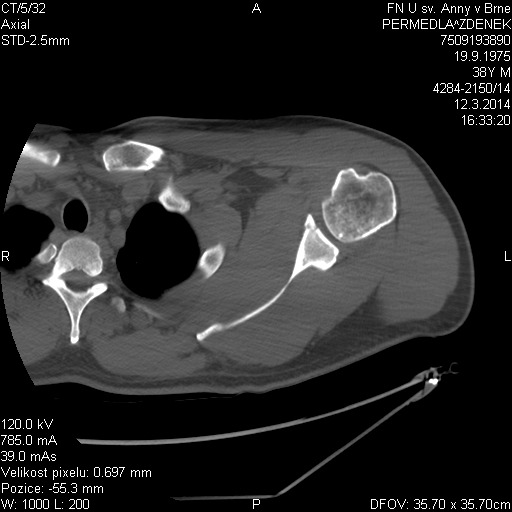 CT/5/32
Axial
STD-2.5mm
A
FN U sv. Anny v Brne
PERMEDLA^ZDENEK
7509193890
19.9.1975
38Y M
4284-2150/14
12.3.2014
16:33:20
R
L
120.0 kV
785.0 mA
39.0 mAs
Velikost pixelu: 0.697 mm
Pozice: -55.3 mm
W: 1000 L: 200
P
DFOV: 35.70 x 35.70cm